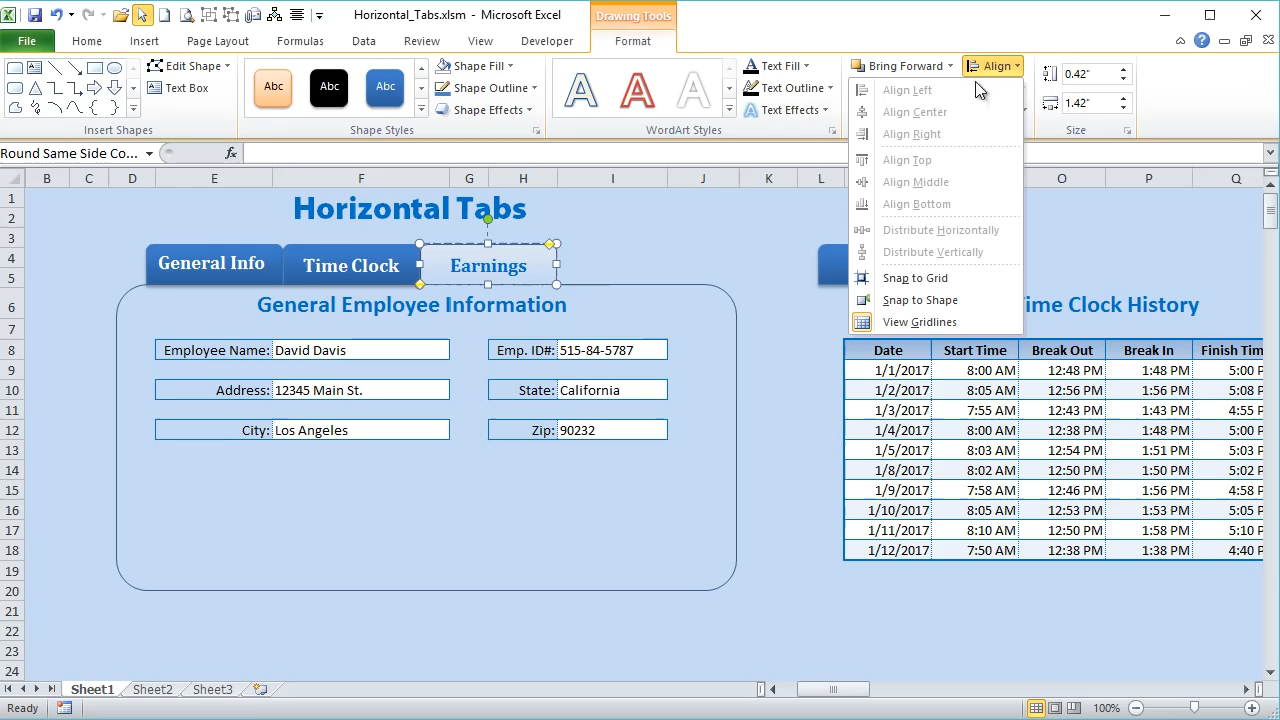 Horizontal_Tabs.xlsm - Microsoft Excel
Drawing Tools
File Home Insert Page Layout Formulas Data Review View Developer Format
Edit Shape
Text Box
Insert Shapes
Abc Abc Abc
Shape Fill
Shape Outline
Shape Effects
Shape Styles
A A A
Text Fill
Text Outline
Text Effects
WordArt Styles
Bring Forward
Align
Align Left
Align Center
Align Right
Align Top
Align Middle
Align Bottom
Distribute Horizontally
Distribute Vertically
Snap to Grid
Snap to Shape
View Gridlines
0.42"
1.42"
Size
Round Same Side Co... fx
B C D E F G H I J K L O P Q
1
2
3
4
5
6
7
8
9
10
11
12
13
14
15
16
17
18
19
20
21
22
23
24
Horizontal Tabs
General Info Time Clock Earnings
General Employee Information
Employee Name: David Davis Emp. ID#: 515-84-5787
Address: 12345 Main St. State: California
City: Los Angeles Zip: 90232
Time Clock History
Date Start Time Break Out Break In Finish Tim
1/1/2017 8:00 AM 12:48 PM 1:48 PM 5:00 P
1/2/2017 8:05 AM 12:56 PM 1:56 PM 5:08 P
1/3/2017 7:55 AM 12:43 PM 1:43 PM 4:55 P
1/4/2017 8:00 AM 12:38 PM 1:48 PM 5:00 P
1/5/2017 8:03 AM 12:54 PM 1:51 PM 5:03 P
1/8/2017 8:02 AM 12:50 PM 1:50 PM 5:02 P
1/9/2017 7:58 AM 12:46 PM 1:56 PM 4:58 P
1/10/2017 8:05 AM 12:53 PM 1:53 PM 5:05 P
1/11/2017 8:10 AM 12:50 PM 1:58 PM 5:10 P
1/12/2017 7:50 AM 12:38 PM 1:38 PM 4:40 P
Sheet1 Sheet2 Sheet3
Ready 100%